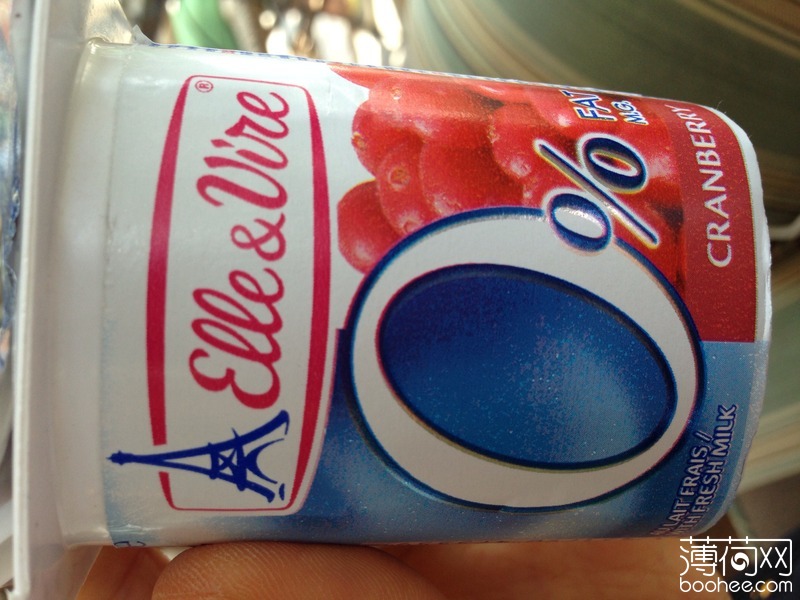 Elle & Vire®
0%
FAT
M.G.
CRANBERRY
LAIT FRAIS /
FRESH MILK
薄荷网
boohee.com